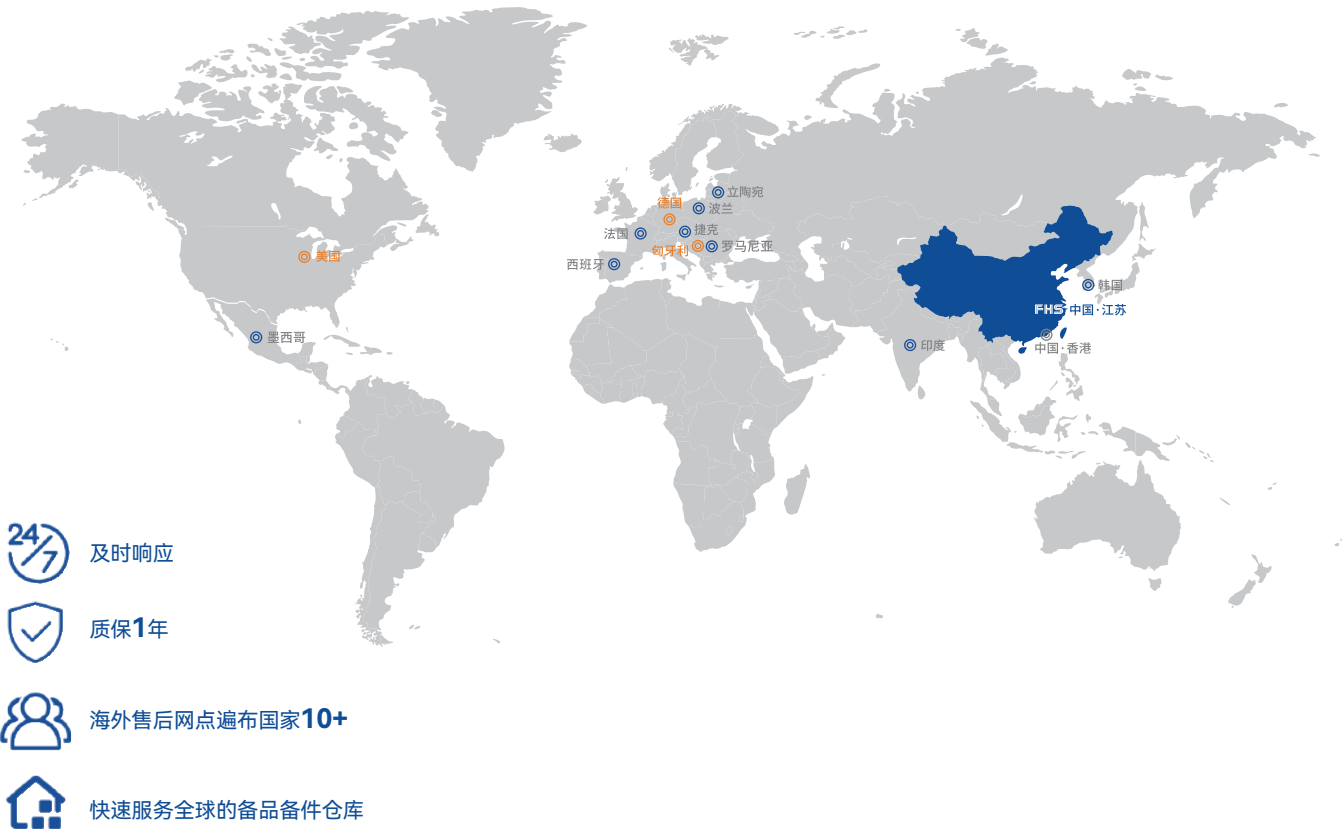 立陶宛
德国
波兰
法国
捷克
匈牙利
罗马尼亚
美国
西班牙
韩国
FHS 中国·江苏
墨西哥
印度
中国·香港
24/7
及时响应
质保1年
海外售后网点遍布国家10+
快速服务全球的备品备件仓库